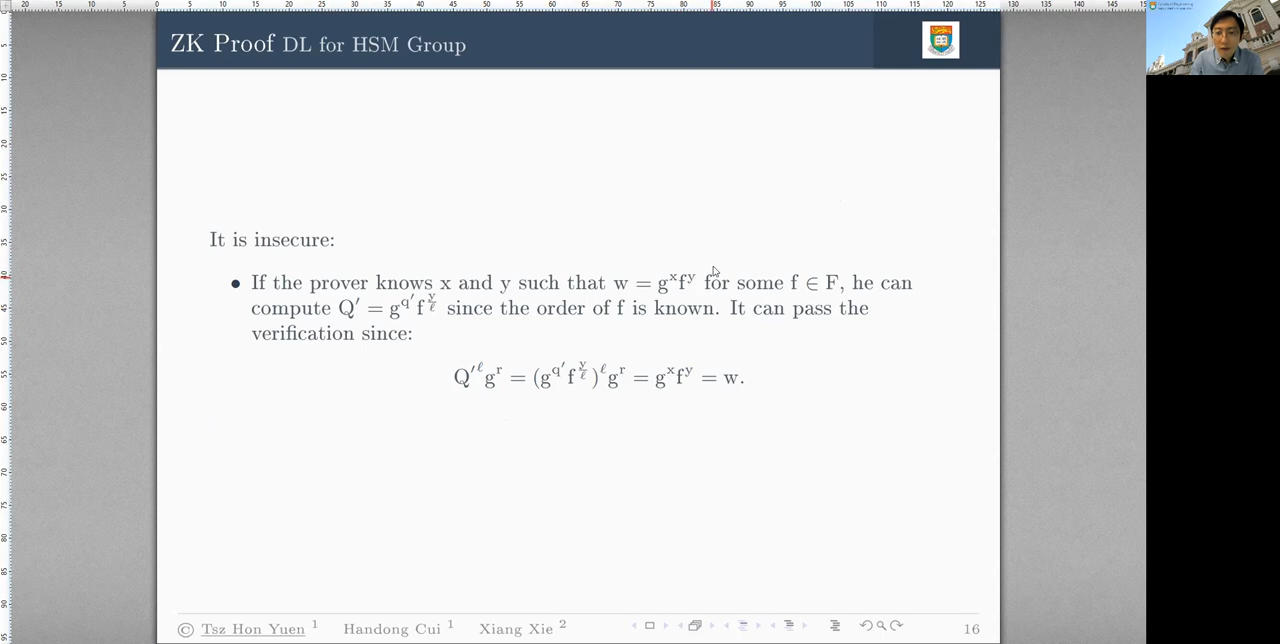 ZK Proof DL for HSM Group
It is insecure:
• If the prover knows x and y such that w = g^x f^y for some f ∈ F, he can
compute Q′ = g^{q′} f^{y/ℓ} since the order of f is known. It can pass the
verification since:
Q′^ℓ g^r = (g^{q′} f^{y/ℓ})^ℓ g^r = g^x f^y = w.
© Tsz Hon Yuen 1 Handong Cui 1 Xiang Xie 2 16